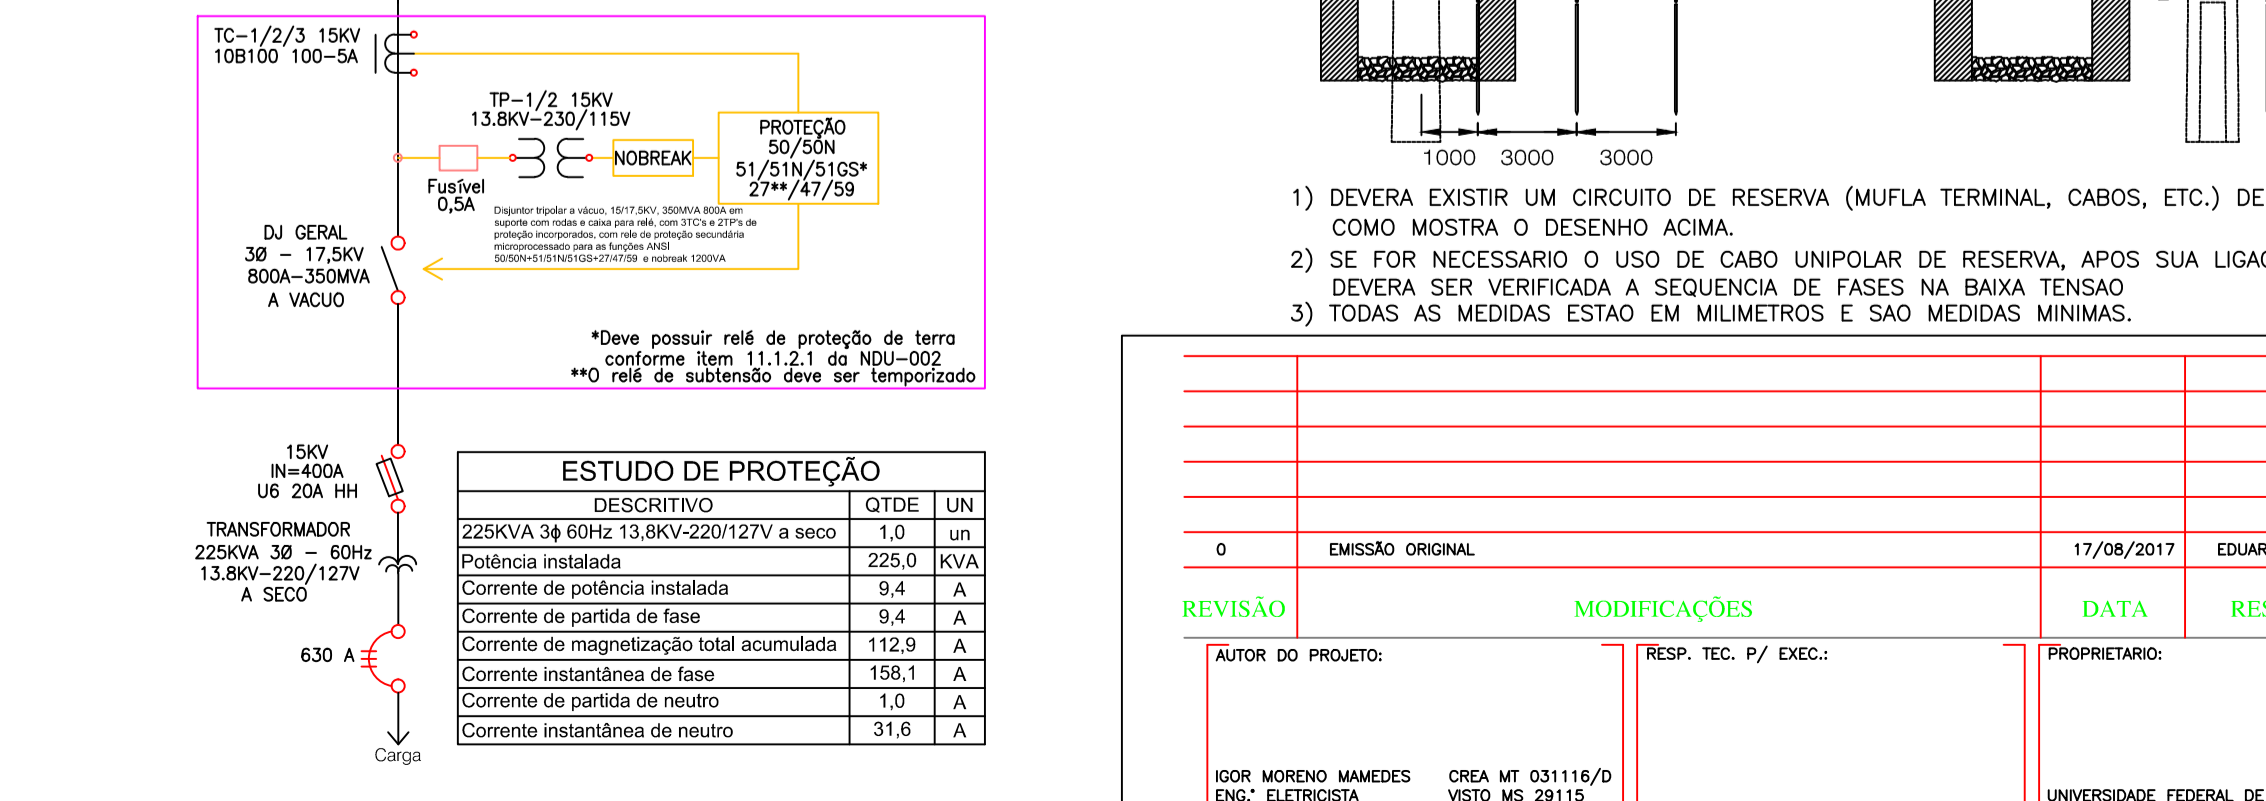 TC-1/2/3 15KV
10B100 100-5A
TP-1/2 15KV
13.8KV-230/115V
PROTEÇÃO
50/50N
51/51N/51GS*
27**/47/59
NOBREAK
Fusível
0,5A
Disjuntor tripolar a vácuo, 15/17,5KV, 350MVA 800A em
suporte com rodas e caixa para relé, com 3TC's e 2TP's de
proteção incorporados, com rele de proteção secundária
microprocessado para as funções ANSI
50/50N+51/51N/51GS+27/47/59 e nobreak 1200VA
DJ GERAL
3Ø - 17,5KV
800A-350MVA
A VACUO
*Deve possuir relé de proteção de terra
conforme item 11.1.2.1 da NDU-002
**O relé de subtensão deve ser temporizado
15KV
IN=400A
U6 20A HH
TRANSFORMADOR
225KVA 3Ø - 60Hz
13.8KV-220/127V
A SECO
630 A
Carga
ESTUDO DE PROTEÇÃO
DESCRITIVO QTDE UN
225KVA 3ϕ 60Hz 13,8KV-220/127V a seco 1,0 un
Potência instalada 225,0 KVA
Corrente de potência instalada 9,4 A
Corrente de partida de fase 9,4 A
Corrente de magnetização total acumulada 112,9 A
Corrente instantânea de fase 158,1 A
Corrente de partida de neutro 1,0 A
Corrente instantânea de neutro 31,6 A
1000 3000 3000
1) DEVERA EXISTIR UM CIRCUITO DE RESERVA (MUFLA TERMINAL, CABOS, ETC.) DE
COMO MOSTRA O DESENHO ACIMA.
2) SE FOR NECESSARIO O USO DE CABO UNIPOLAR DE RESERVA, APOS SUA
DEVERA SER VERIFICADA A SEQUENCIA DE FASES NA BAIXA TENSAO
3) TODAS AS MEDIDAS ESTAO EM MILIMETROS E SAO MEDIDAS MINIMAS.
0 EMISSÃO ORIGINAL 17/08/2017
REVISÃO MODIFICAÇÕES DATA
AUTOR DO PROJETO: RESP. TEC. P/ EXEC.: PROPRIETARIO:
IGOR MORENO MAMEDES CREA MT 031116/D
ENG.° ELETRICISTA VISTO MS 29115
UNIVERSIDADE FEDERAL DE